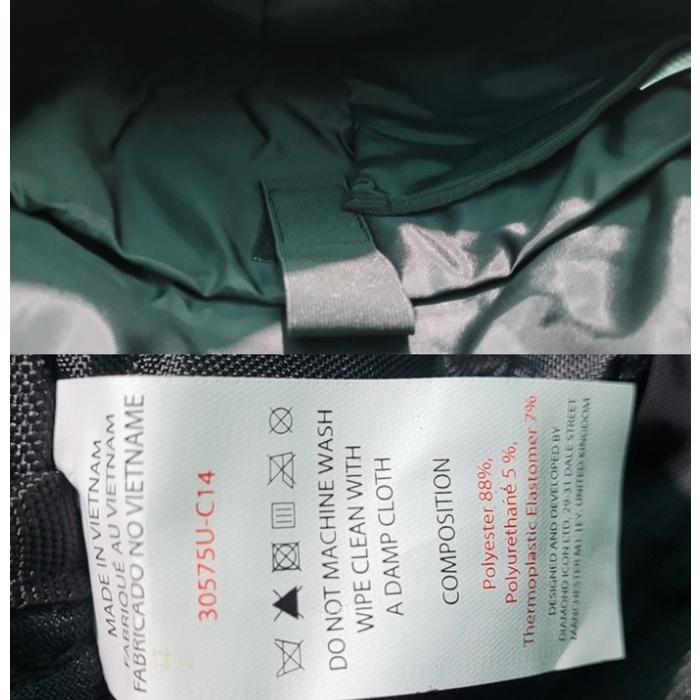 MADE IN VIETNAM
FABRIQUÉ AU VIETNAM
FABRICADO NO VIETNAME
30575U-C14
DO NOT MACHINE WASH
WIPE CLEAN WITH
A DAMP CLOTH
COMPOSITION
Polyester 88%,
Polyurethané 5 %,
Thermoplastic Elastomer 7%
DESIGNED AND DEVELOPED BY
DIAMOND ICON LTD, 29-31 DALE STREET
MANCHESTER M1 1EY, UNITED KINGDOM